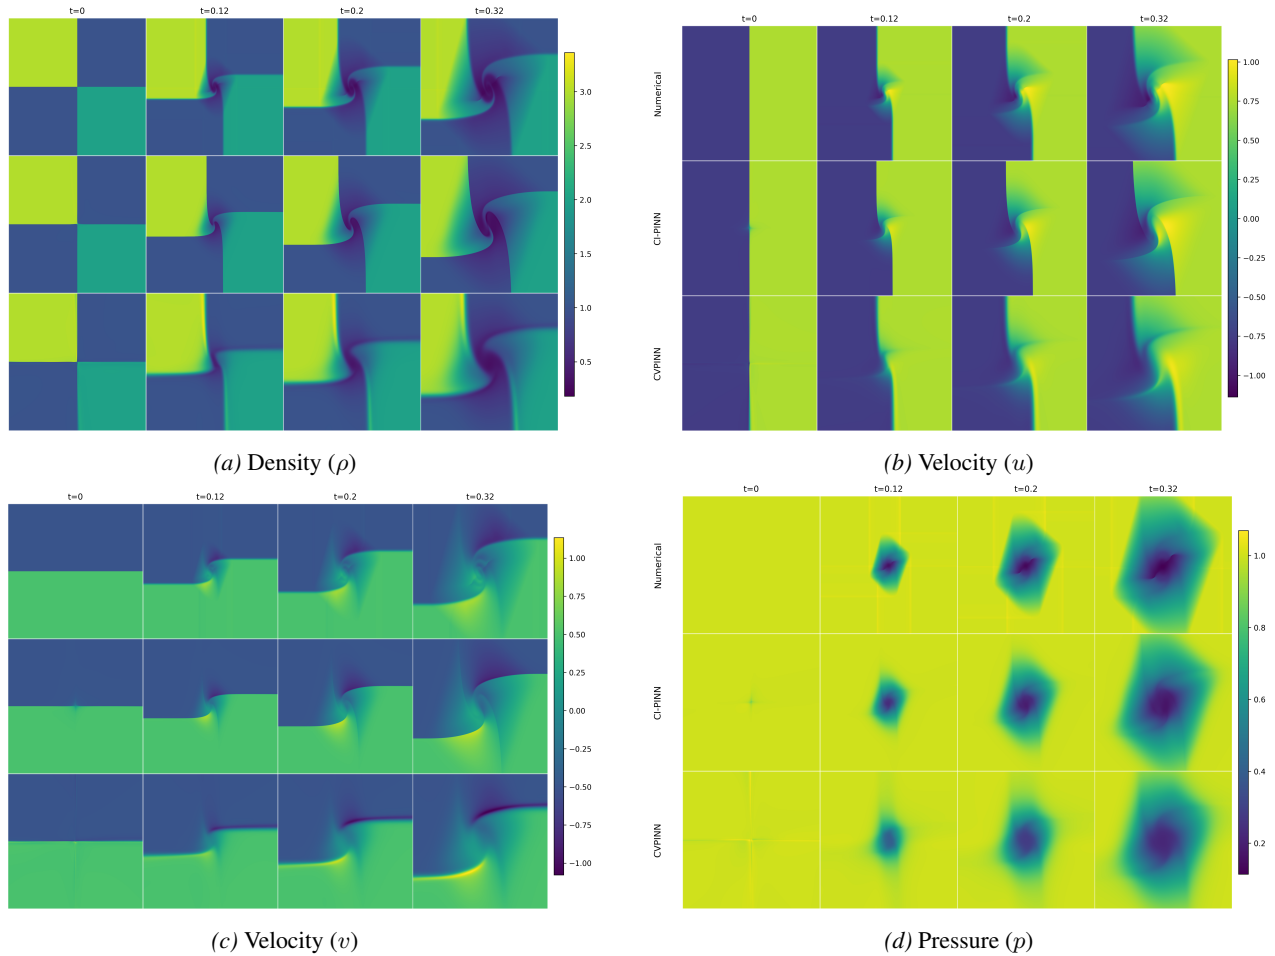 t=0 t=0.12 t=0.2 t=0.32
3.0
2.5
2.0
1.5
1.0
0.5
(a) Density (ρ)
t=0 t=0.12 t=0.2 t=0.32
Numerical
CI-PINN
CVPINN
1.00
0.75
0.50
0.25
0.00
−0.25
−0.50
−0.75
−1.00
(b) Velocity (u)
t=0 t=0.12 t=0.2 t=0.32
1.00
0.75
0.50
0.25
0.00
−0.25
−0.50
−0.75
−1.00
(c) Velocity (v)
t=0 t=0.12 t=0.2 t=0.32
Numerical
CI-PINN
CVPINN
1.0
0.8
0.6
0.4
0.2
(d) Pressure (p)